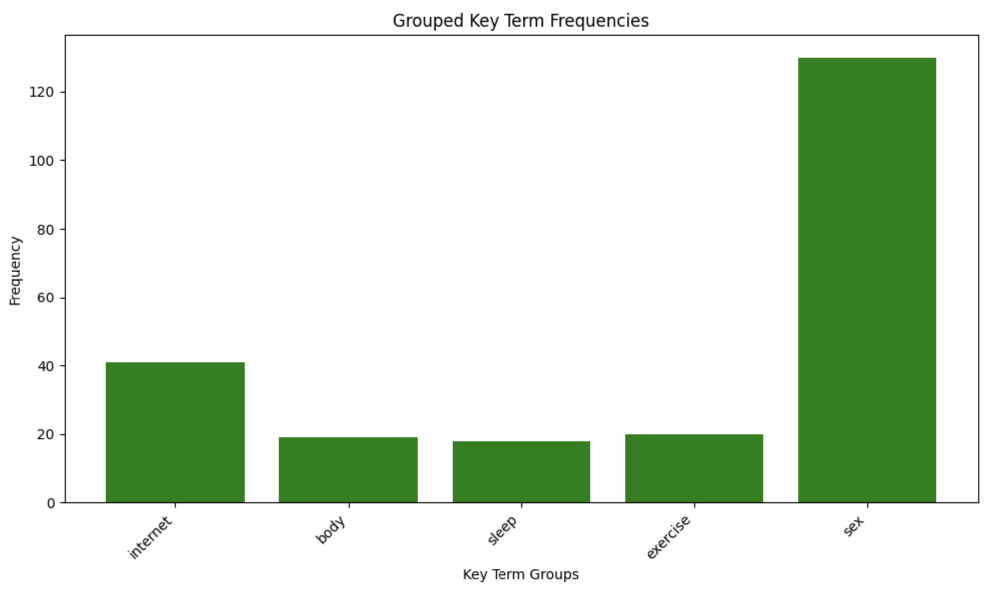 Grouped Key Term Frequencies
Frequency
120
100
80
60
40
20
0
internet
body
sleep
exercise
sex
Key Term Groups